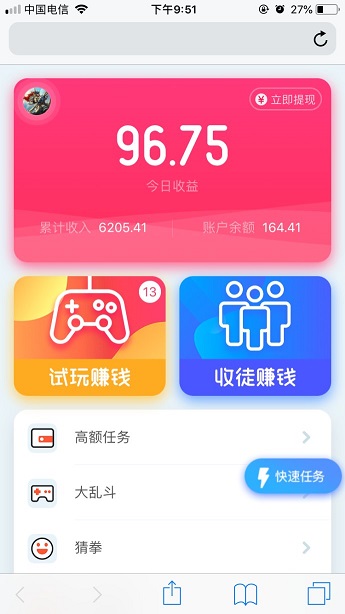 中国电信 下午9:51 27%
立即提现
96.75
今日收益
累计收入 6205.41 账户余额 164.41
13
试玩赚钱 收徒赚钱
高额任务
快速任务
大乱斗
猜拳